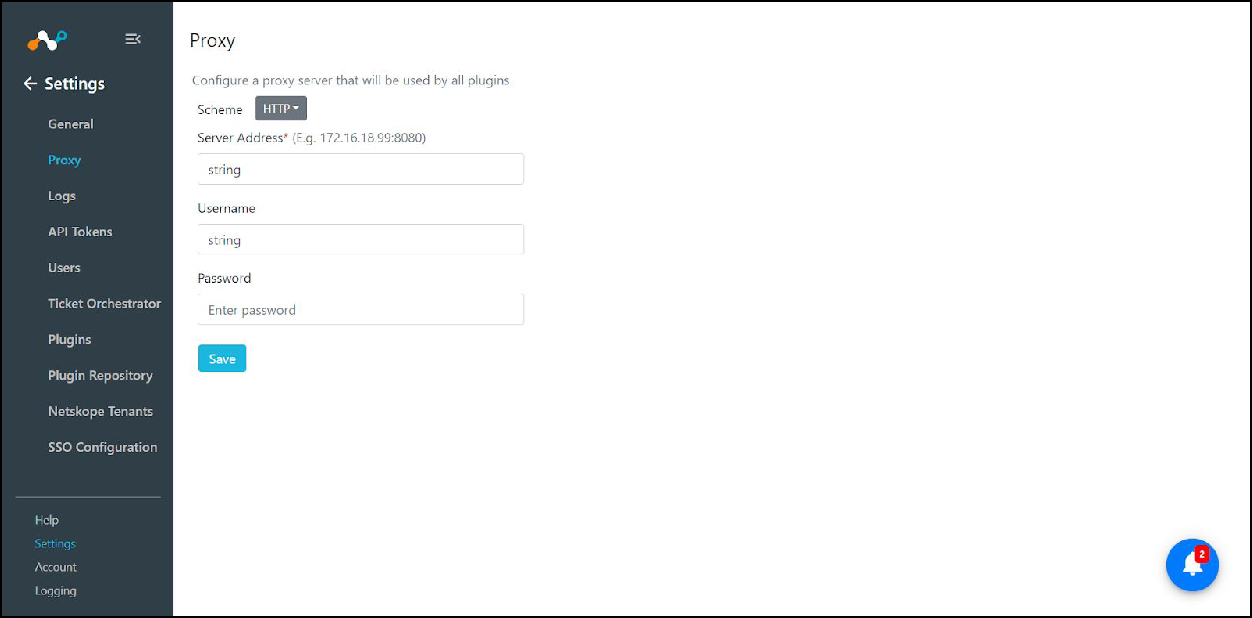 Settings
General
Proxy
Logs
API Tokens
Users
Ticket Orchestrator
Plugins
Plugin Repository
Netskope Tenants
SSO Configuration
Help
Settings
Account
Logging
Proxy
Configure a proxy server that will be used by all plugins
Scheme HTTP
Server Address* (E.g. 172.16.18.99:8080)
string
Username
string
Password
Enter password
Save
2